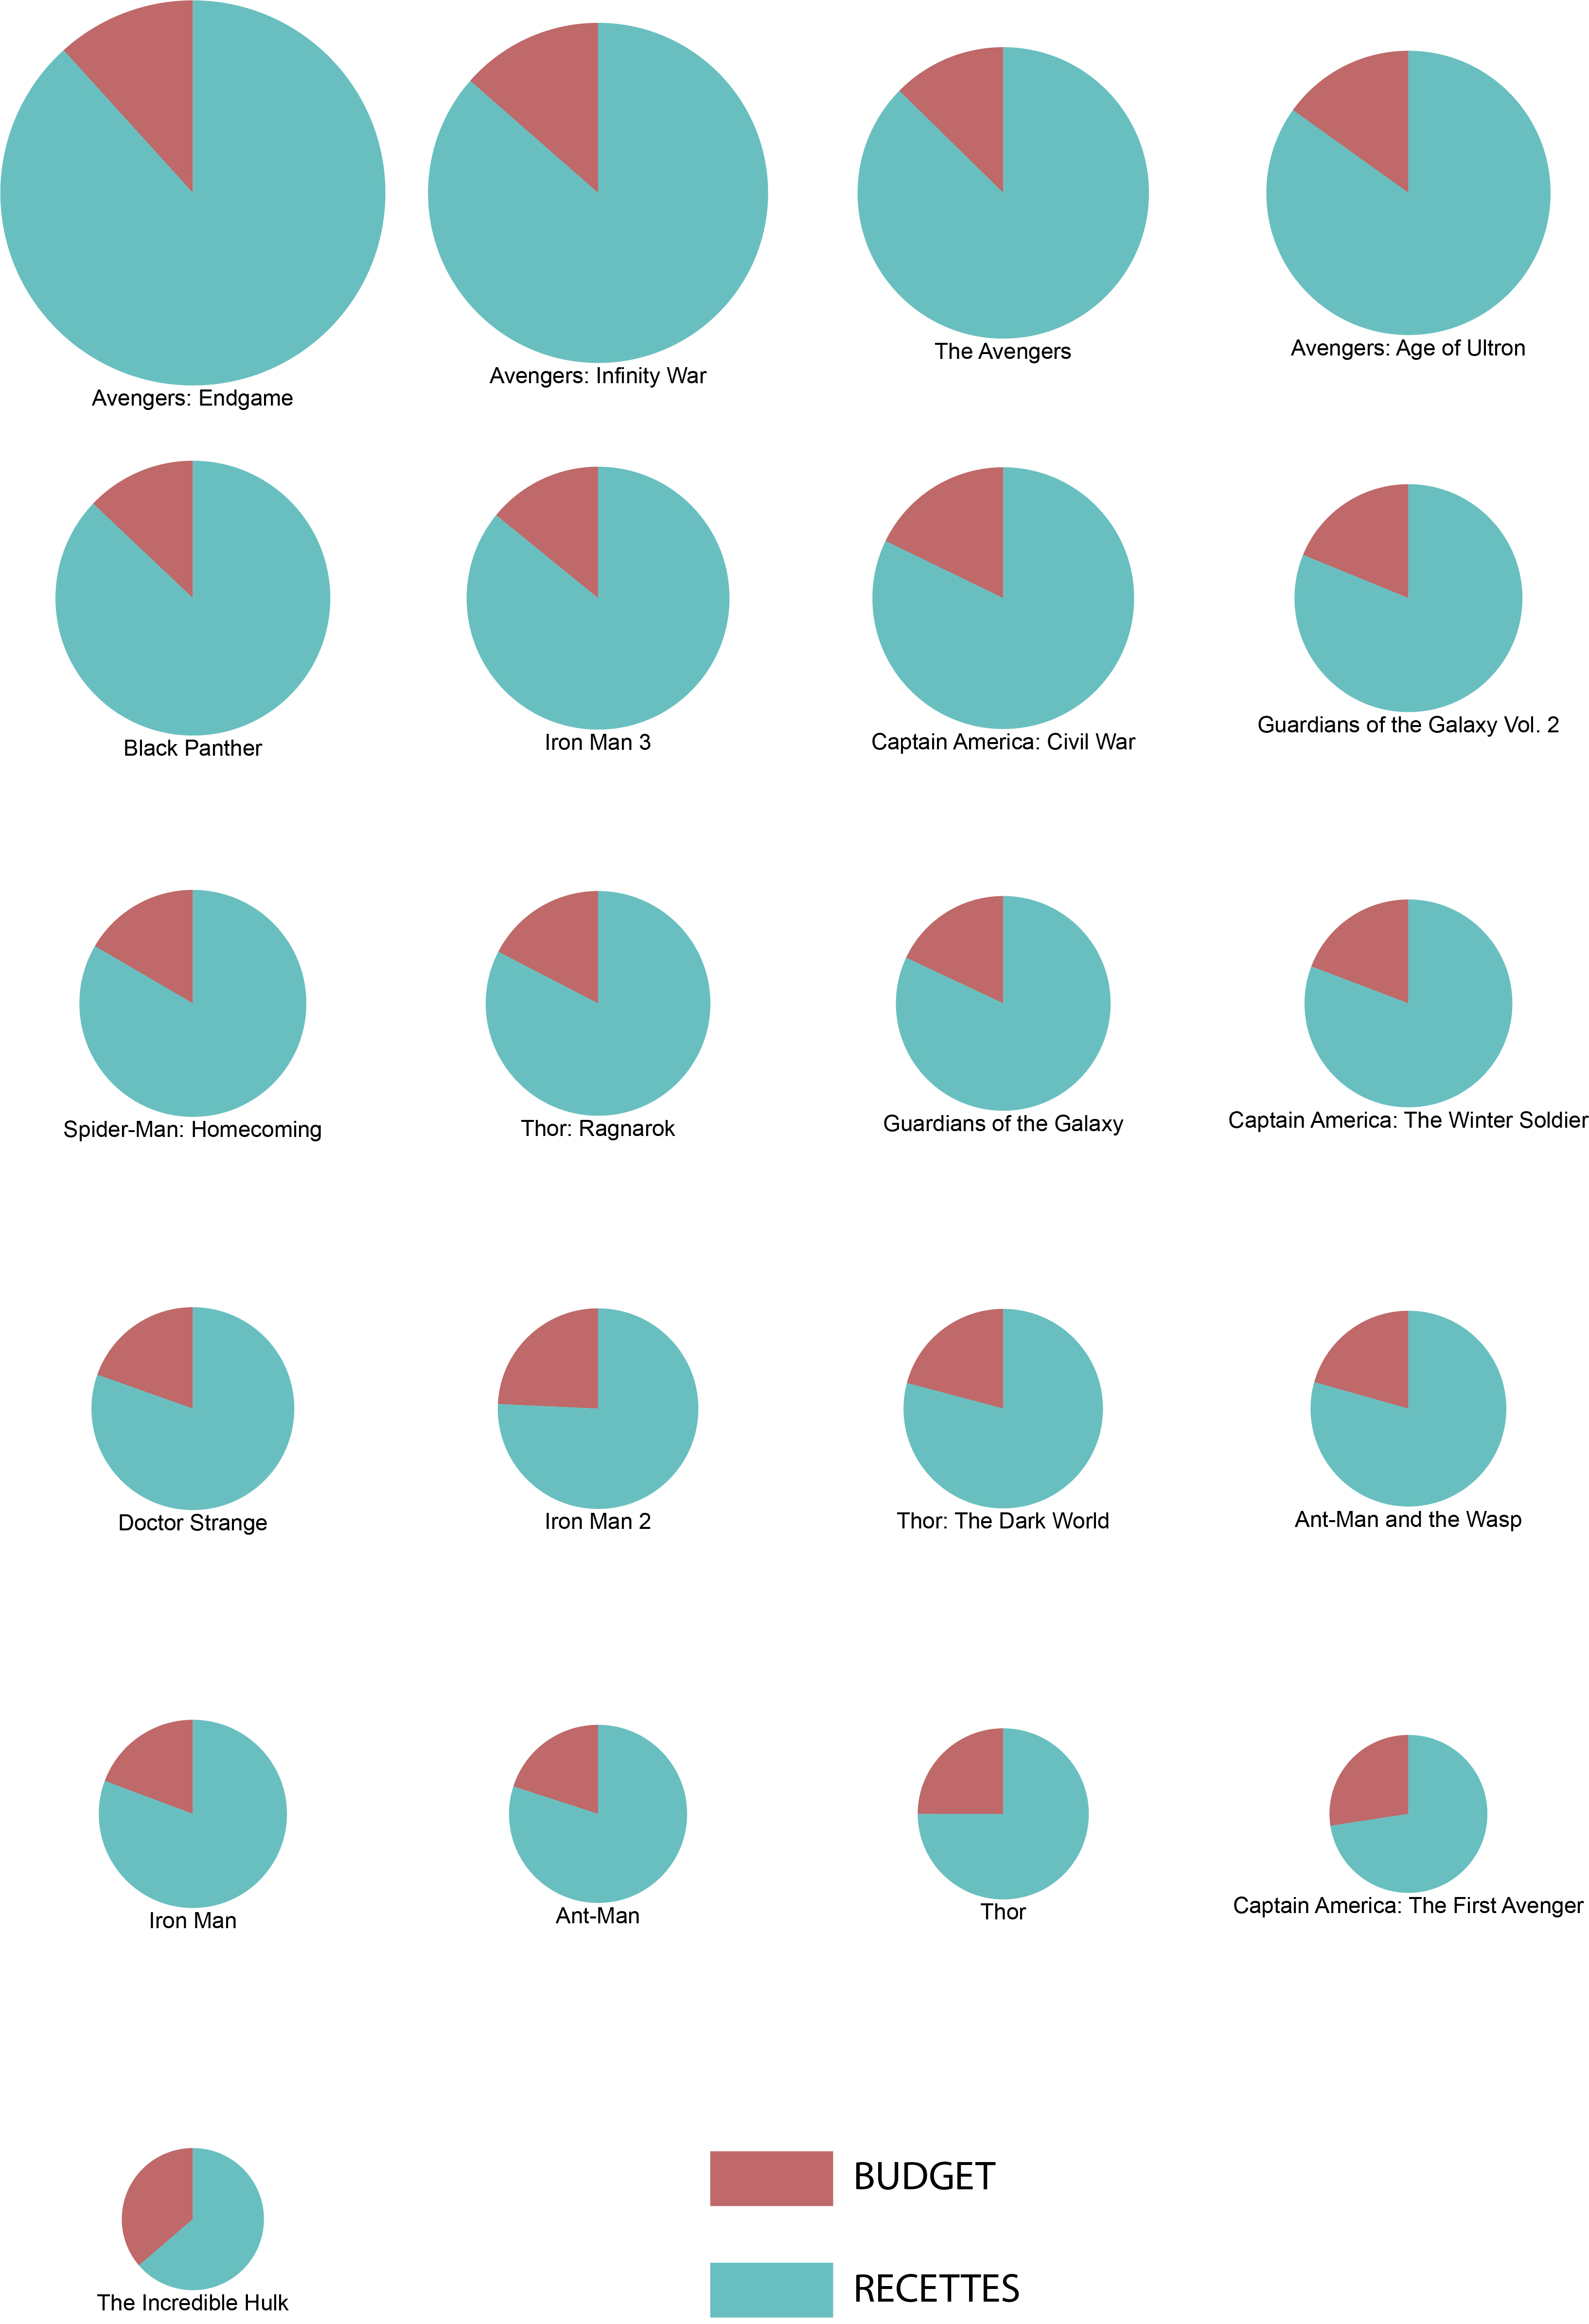 Avengers: Endgame
Avengers: Infinity War
The Avengers
Avengers: Age of Ultron
Black Panther
Iron Man 3
Captain America: Civil War
Guardians of the Galaxy Vol. 2
Spider-Man: Homecoming
Thor: Ragnarok
Guardians of the Galaxy
Captain America: The Winter Soldier
Doctor Strange
Iron Man 2
Thor: The Dark World
Ant-Man and the Wasp
Iron Man
Ant-Man
Thor
Captain America: The First Avenger
The Incredible Hulk
BUDGET
RECETTES